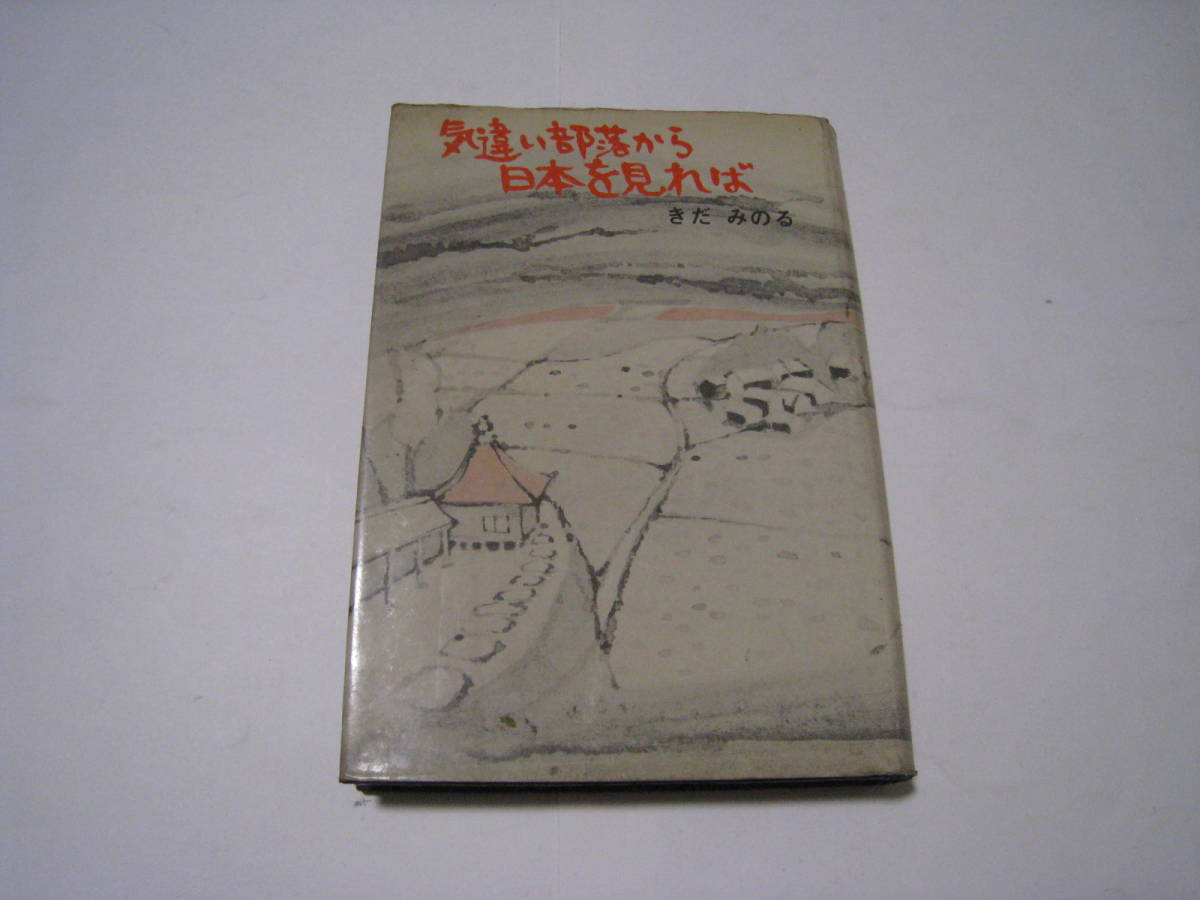 気違い部落から
日本を見れば
きだ みのる